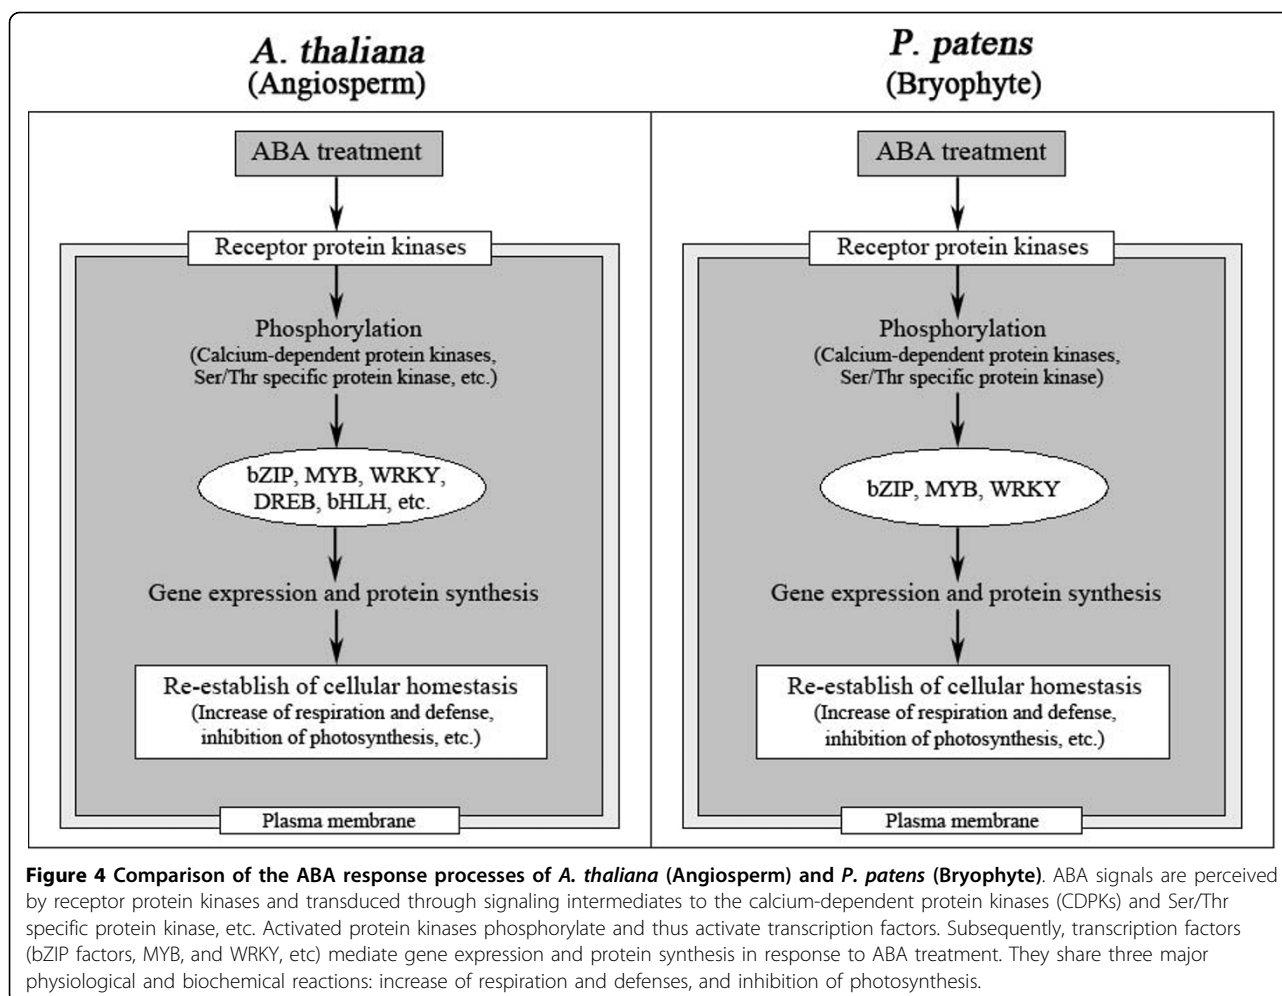 A. thaliana
(Angiosperm)
ABA treatment
Receptor protein kinases
Phosphorylation
(Calcium-dependent protein kinases,
Ser/Thr specific protein kinase, etc.)
bZIP, MYB, WRKY,
DREB, bHLH, etc.
Gene expression and protein synthesis
Re-establish of cellular homestasis
(Increase of respiration and defense,
inhibition of photosynthesis, etc.)
Plasma membrane
P. patens
(Bryophyte)
ABA treatment
Receptor protein kinases
Phosphorylation
(Calcium-dependent protein kinases,
Ser/Thr specific protein kinase)
bZIP, MYB, WRKY
Gene expression and protein synthesis
Re-establish of cellular homestasis
(Increase of respiration and defense,
inhibition of photosynthesis, etc.)
Plasma membrane
Figure 4 Comparison of the ABA response processes of A. thaliana (Angiosperm) and P. patens (Bryophyte). ABA signals are perceived
by receptor protein kinases and transduced through signaling intermediates to the calcium-dependent protein kinases (CDPKs) and Ser/Thr
specific protein kinase, etc. Activated protein kinases phosphorylate and thus activate transcription factors. Subsequently, transcription factors
(bZIP factors, MYB, and WRKY, etc) mediate gene expression and protein synthesis in response to ABA treatment. They share three major
physiological and biochemical reactions: increase of respiration and defenses, and inhibition of photosynthesis.